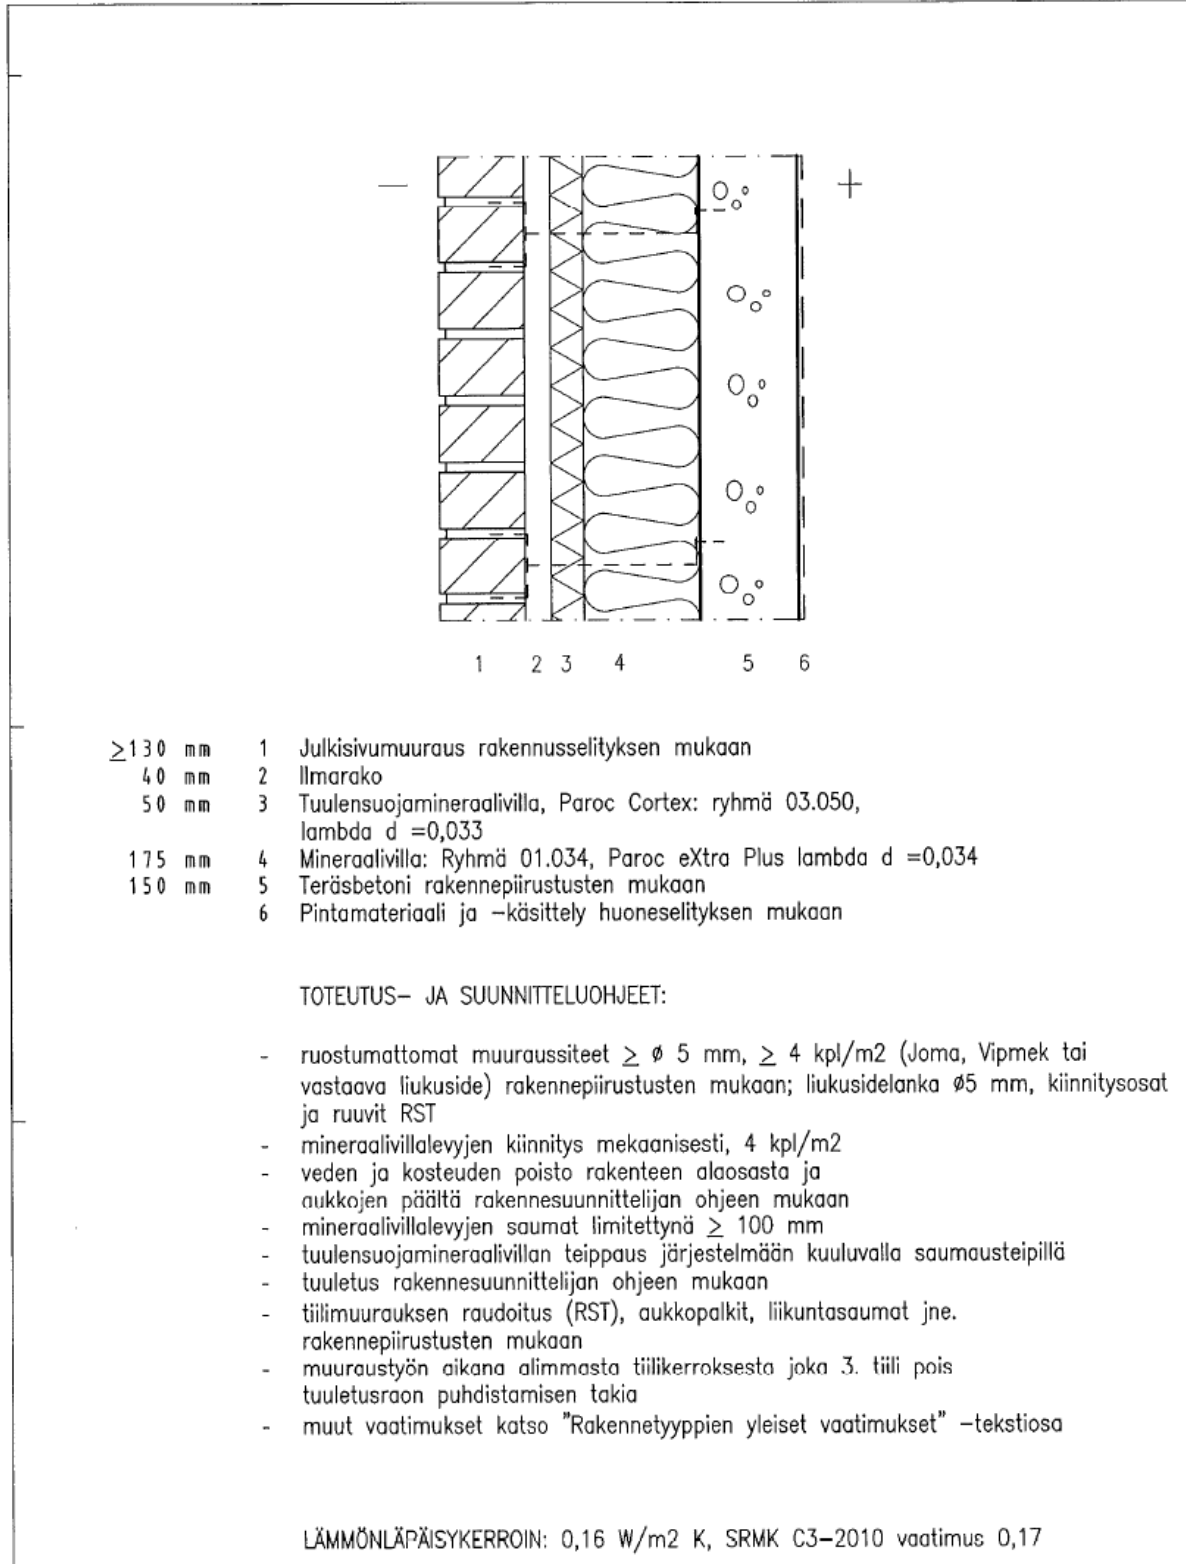 − +
1 2 3 4 5 6
≥130 mm 1 Julkisivumuuraus rakennusselityksen mukaan
40 mm 2 Ilmarako
50 mm 3 Tuulensuojamineraalivilla, Paroc Cortex: ryhmä 03.050,
lambda d =0,033
175 mm 4 Mineraalivilla: Ryhmä 01.034, Paroc eXtra Plus lambda d =0,034
150 mm 5 Teräsbetoni rakennepiirustusten mukaan
6 Pintamateriaali ja −käsittely huoneselityksen mukaan
TOTEUTUS− JA SUUNNITTELUOHJEET:
- ruostumattomat muuraussiteet ≥ ø 5 mm, ≥ 4 kpl/m2 (Joma, Vipmek tai
vastaava liukuside) rakennepiirustusten mukaan; liukusidelanka ø5 mm, kiinnitysosat
ja ruuvit RST
- mineraalivillalevyjen kiinnitys mekaanisesti, 4 kpl/m2
- veden ja kosteuden poisto rakenteen alaosasta ja
aukkojen päältä rakennesuunnittelijan ohjeen mukaan
- mineraalivillalevyjen saumat limitettynä ≥ 100 mm
- tuulensuojamineraalivillan teippaus järjestelmään kuuluvalla saumausteipillä
- tuuletus rakennesuunnittelijan ohjeen mukaan
- tiilimuurauksen raudoitus (RST), aukkopalkit, liikuntasaumat jne.
rakennepiirustusten mukaan
- muuraustyön aikana alimmasta tiilikerroksesta joka 3. tiili pois
tuuletusraon puhdistamisen takia
- muut vaatimukset katso "Rakennetyyppien yleiset vaatimukset" −tekstiosa
LÄMMÖNLÄPÄISYKERROIN: 0,16 W/m2 K, SRMK C3−2010 vaatimus 0,17